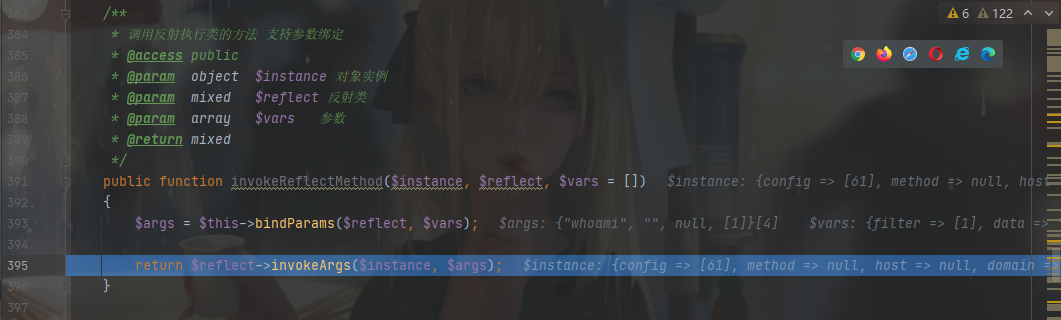 6 122
383 /**
384 * 调用反射执行类的方法 支持参数绑定
385 * @access public
386 * @param object $instance 对象实例
387 * @param mixed $reflect 反射类
388 * @param array $vars 参数
389 * @return mixed
390 */
391 public function invokeReflectMethod($instance, $reflect, $vars = []) $instance: {config => [61], method => null, host
392 {
393 $args = $this->bindParams($reflect, $vars); $args: {"whoami", "", null, [1]}[4] $vars: {filter => [1], data =>
394
395 return $reflect->invokeArgs($instance, $args); $instance: {config => [61], method => null, host => null, domain =>
396 }
397